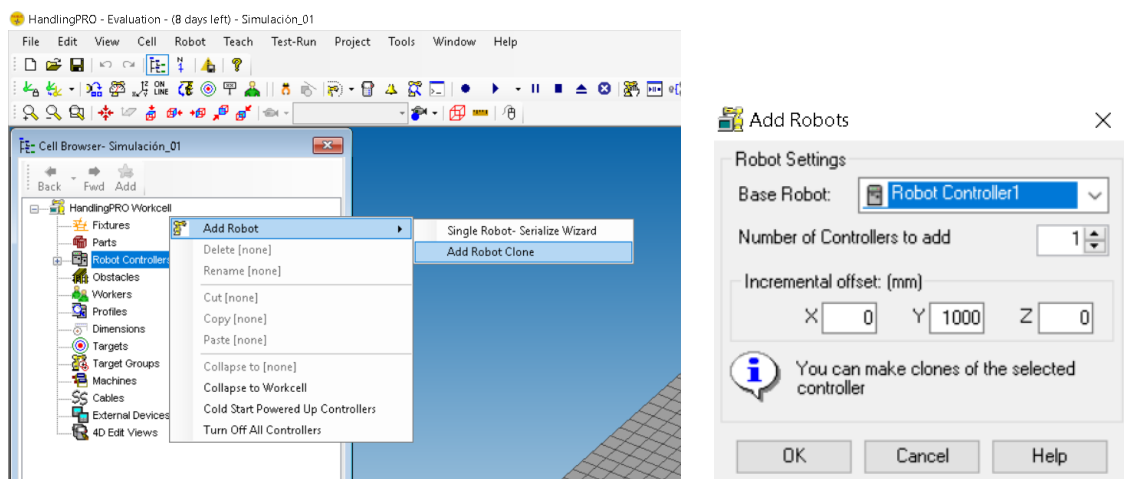 HandlingPRO - Evaluation - (8 days left) - Simulación_01
File Edit View Cell Robot Teach Test-Run Project Tools Window Help
ON
LINE
Cell Browser- Simulación_01
Back Fwd Add
HandlingPRO Workcell
Fixtures
Parts
Robot Controllers
Obstacles
Workers
Profiles
Dimensions
Targets
Target Groups
Machines
Cables
External Devices
4D Edit Views
Add Robot
Delete [none]
Rename [none]
Cut [none]
Copy [none]
Paste [none]
Collapse to [none]
Collapse to Workcell
Cold Start Powered Up Controllers
Turn Off All Controllers
Single Robot- Serialize Wizard
Add Robot Clone
Add Robots
Robot Settings
Base Robot: Robot Controller1
Number of Controllers to add 1
Incremental offset: (mm)
X 0 Y 1000 Z 0
You can make clones of the selected
controller
OK Cancel Help